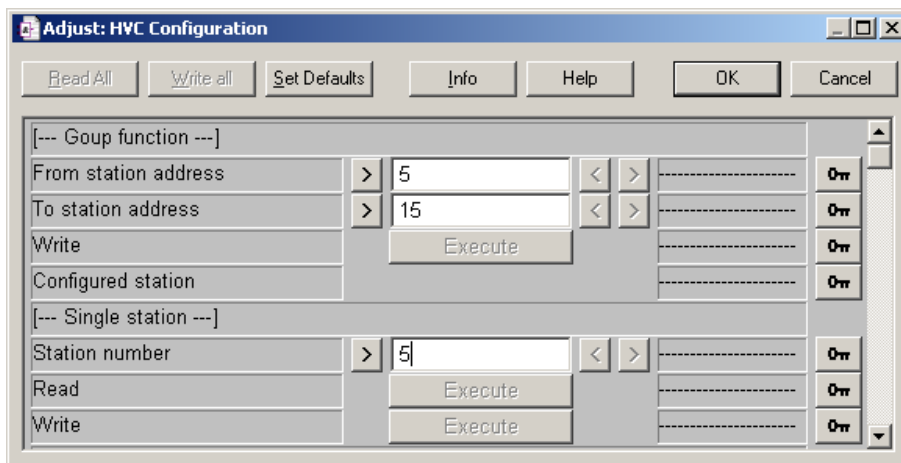 Adjust: HVC Configuration
Read All Write all Set Defaults Info Help OK Cancel
[--- Goup function ---]
From station address > 5 < > ----------------------
To station address > 15 < > ----------------------
Write Execute ----------------------
Configured station ----------------------
[--- Single station ---]
Station number > 5 < > ----------------------
Read Execute ----------------------
Write Execute ----------------------